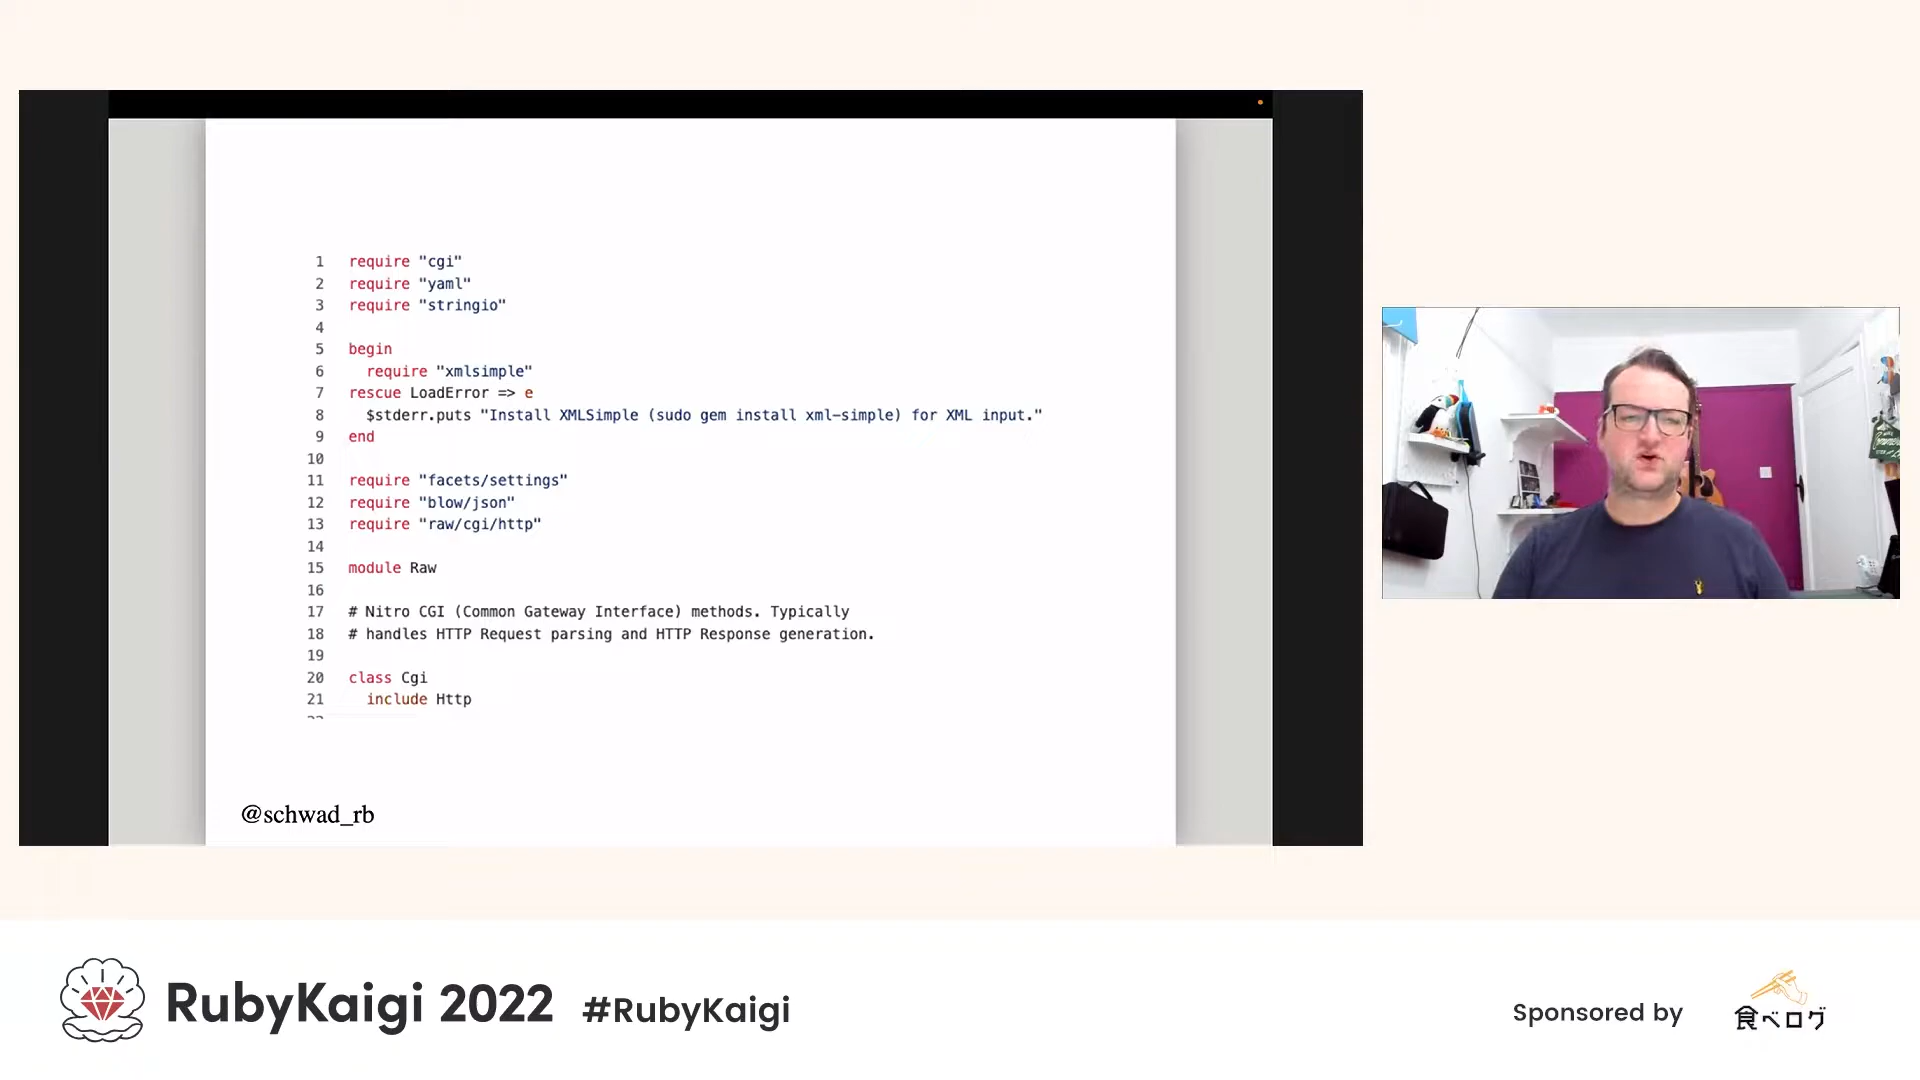 1 require "cgi"
2 require "yaml"
3 require "stringio"
4
5 begin
6 require "xmlsimple"
7 rescue LoadError => e
8 $stderr.puts "Install XMLSimple (sudo gem install xml-simple) for XML input."
9 end
10
11 require "facets/settings"
12 require "blow/json"
13 require "raw/cgi/http"
14
15 module Raw
16
17 # Nitro CGI (Common Gateway Interface) methods. Typically
18 # handles HTTP Request parsing and HTTP Response generation.
19
20 class Cgi
21 include Http
@schwad_rb
RubyKaigi 2022 #RubyKaigi
Sponsored by 食べログ